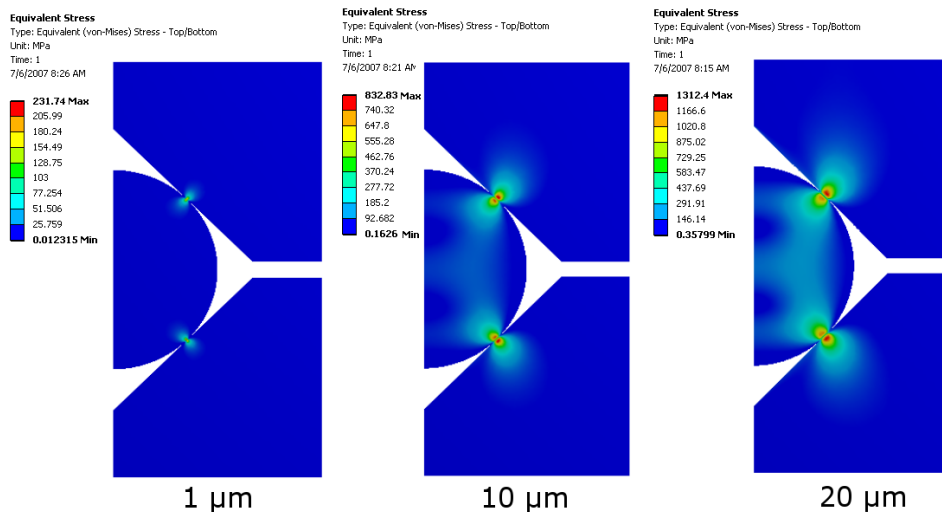 Equivalent Stress
Type: Equivalent (von-Mises) Stress - Top/Bottom
Unit: MPa
Time: 1
7/6/2007 8:26 AM
231.74 Max
205.99
180.24
154.49
128.75
103
77.254
51.506
25.759
0.012315 Min
1 µm
Equivalent Stress
Type: Equivalent (von-Mises) Stress - Top/Bottom
Unit: MPa
Time: 1
7/6/2007 8:21 AM
832.83 Max
740.32
647.8
555.28
462.76
370.24
277.72
185.2
92.682
0.1626 Min
10 µm
Equivalent Stress
Type: Equivalent (von-Mises) Stress - Top/Bottom
Unit: MPa
Time: 1
7/6/2007 8:15 AM
1312.4 Max
1166.6
1020.8
875.02
729.25
583.47
437.69
291.91
146.14
0.35799 Min
20 µm